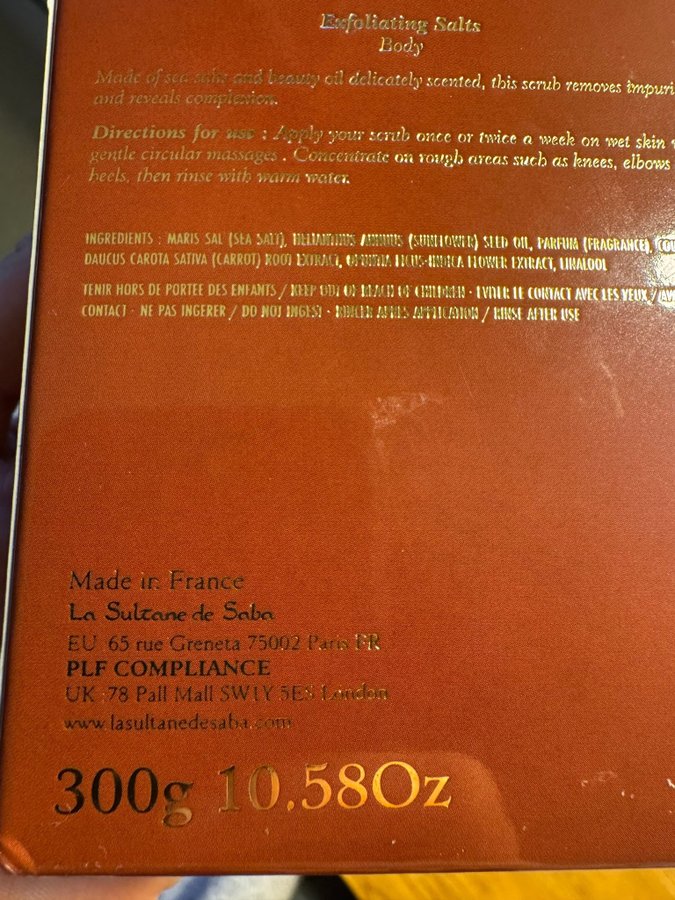 Exfoliating Salts
Body
Made of sea salts and beauty oil delicately scented, this scrub removes impuri
and reveals complexion.
Directions for use : Apply your scrub once or twice a week on wet skin
gentle circular massages . Concentrate on rough areas such as knees, elbows
heels, then rinse with warm water.
INGREDIENTS : MARIS SAL (SEA SALT), HELIANTHUS ANNUUS (SUNFLOWER) SEED OIL, PARFUM (FRAGRANCE),
DAUCUS CAROTA SATIVA (CARROT) ROOT EXTRACT, OPUNTIA FICUS-INDICA FLOWER EXTRACT, LINALOOL
TENIR HORS DE PORTEE DES ENFANTS / KEEP OUT OF REACH OF CHILDREN · EVITER LE CONTACT AVEC LES YEUX /
CONTACT · NE PAS INGERER / DO NOT INGEST · RINCER APRES APPLICATION / RINSE AFTER USE
Made in France
La Sultane de Saba
EU 65 rue Greneta 75002 Paris FR
PLF COMPLIANCE
UK 78 Pall Mall SW1Y 5ES London
www.lasultanedesaba.com
300g 10.58Oz